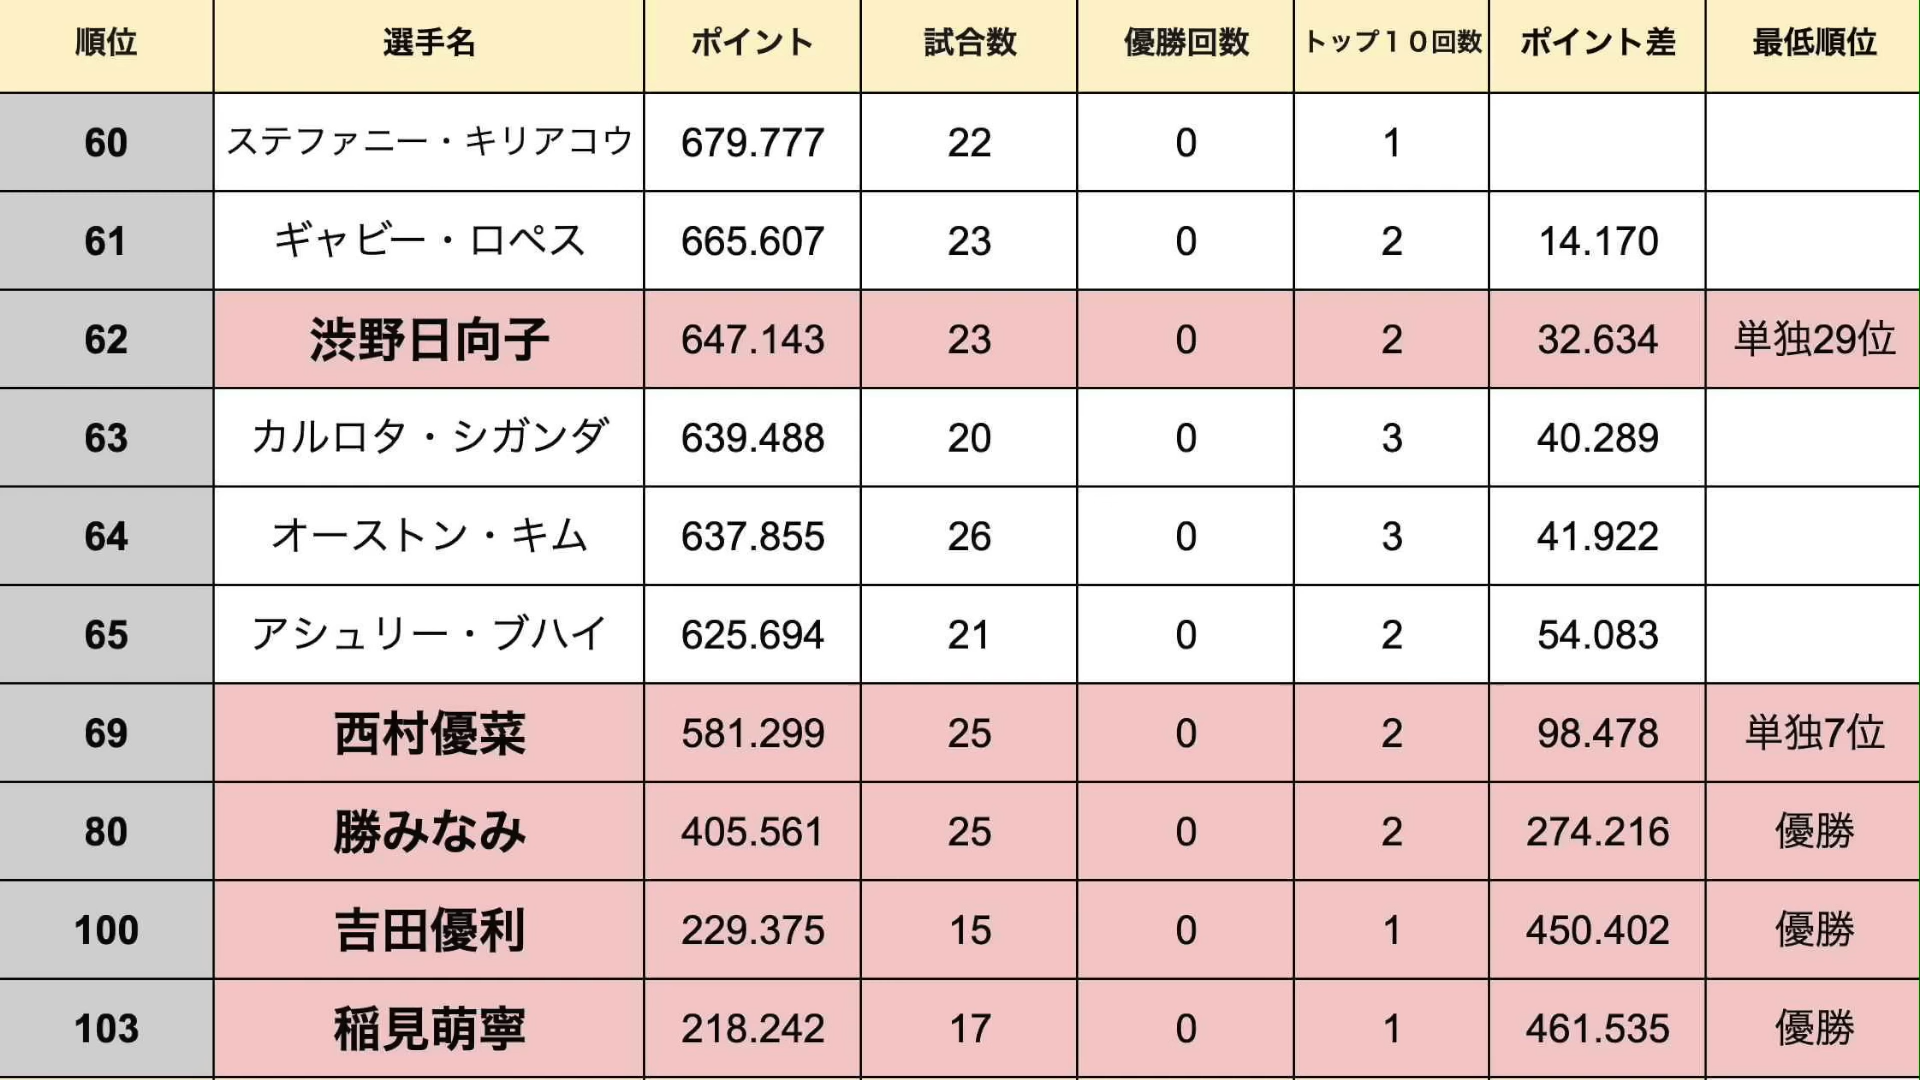 順位 選手名 ポイント 試合数 優勝回数 トップ１０回数 ポイント差 最低順位
60 ステファニー・キリアコウ 679.777 22 0 1
61 ギャビー・ロペス 665.607 23 0 2 14.170
62 渋野日向子 647.143 23 0 2 32.634 単独29位
63 カルロタ・シガンダ 639.488 20 0 3 40.289
64 オーストン・キム 637.855 26 0 3 41.922
65 アシュリー・ブハイ 625.694 21 0 2 54.083
69 西村優菜 581.299 25 0 2 98.478 単独7位
80 勝みなみ 405.561 25 0 2 274.216 優勝
100 吉田優利 229.375 15 0 1 450.402 優勝
103 稲見萌寧 218.242 17 0 1 461.535 優勝